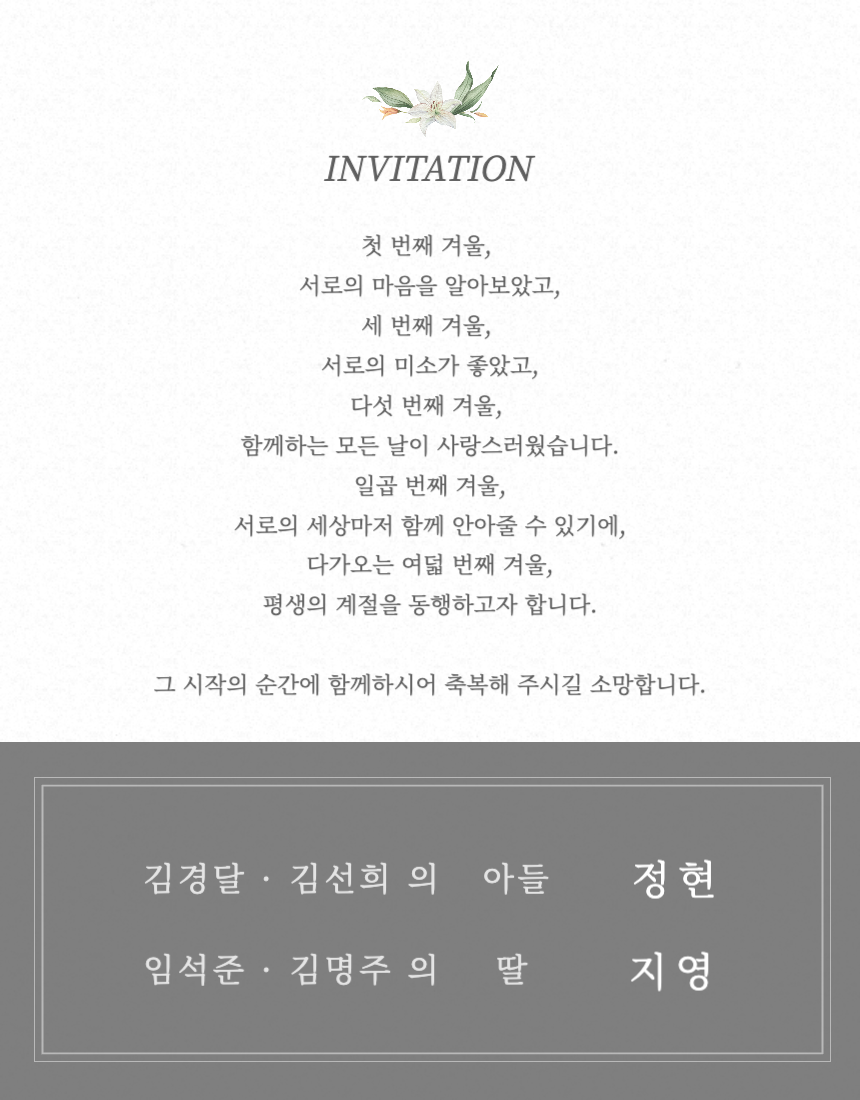 INVITATION
첫 번째 겨울,
서로의 마음을 알아보았고,
세 번째 겨울,
서로의 미소가 좋았고,
다섯 번째 겨울,
함께하는 모든 날이 사랑스러웠습니다.
일곱 번째 겨울,
서로의 세상마저 함께 안아줄 수 있기에,
다가오는 여덟 번째 겨울,
평생의 계절을 동행하고자 합니다.
그 시작의 순간에 함께하시어 축복해 주시길 소망합니다.
김경달 · 김선희 의 아들 정현
임석준 · 김명주 의 딸 지영